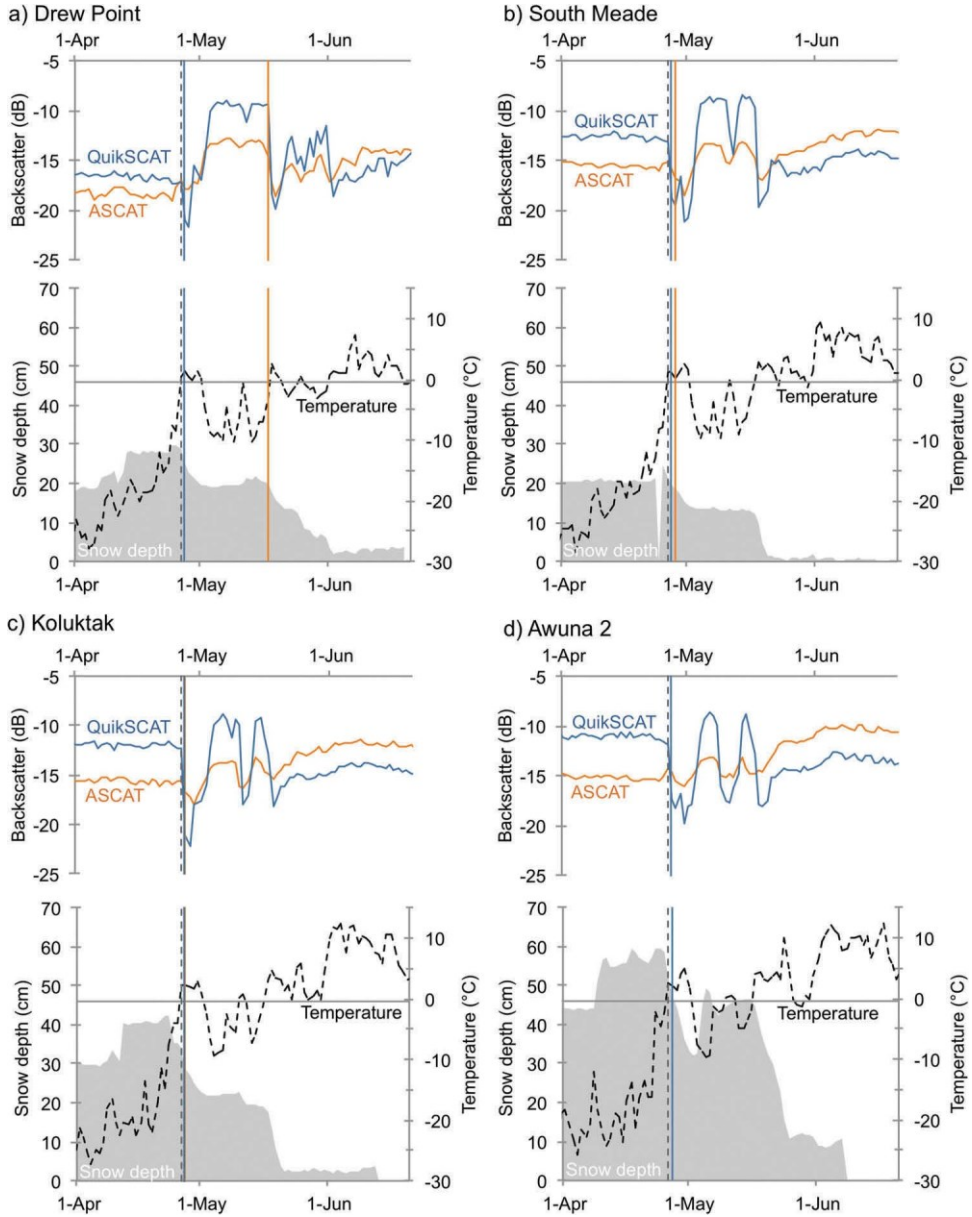 a) Drew Point
1-Apr 1-May 1-Jun
-5
-10
-15
-20
-25
Backscatter (dB)
QuikSCAT
ASCAT
70
60
50
40
30
20
10
0
Snow depth (cm)
10
0
-10
-20
-30
Temperature (°C)
Temperature
Snow depth
1-Apr 1-May 1-Jun
b) South Meade
1-Apr 1-May 1-Jun
-5
-10
-15
-20
-25
Backscatter (dB)
QuikSCAT
ASCAT
70
60
50
40
30
20
10
0
Snow depth (cm)
10
0
-10
-20
-30
Temperature (°C)
Temperature
Snow depth
1-Apr 1-May 1-Jun
c) Koluktak
1-Apr 1-May 1-Jun
-5
-10
-15
-20
-25
Backscatter (dB)
QuikSCAT
ASCAT
70
60
50
40
30
20
10
0
Snow depth (cm)
10
0
-10
-20
-30
Temperature (°C)
Temperature
Snow depth
1-Apr 1-May 1-Jun
d) Awuna 2
1-Apr 1-May 1-Jun
-5
-10
-15
-20
-25
Backscatter (dB)
QuikSCAT
ASCAT
70
60
50
40
30
20
10
0
Snow depth (cm)
10
0
-10
-20
-30
Temperature (°C)
Temperature
Snow depth
1-Apr 1-May 1-Jun